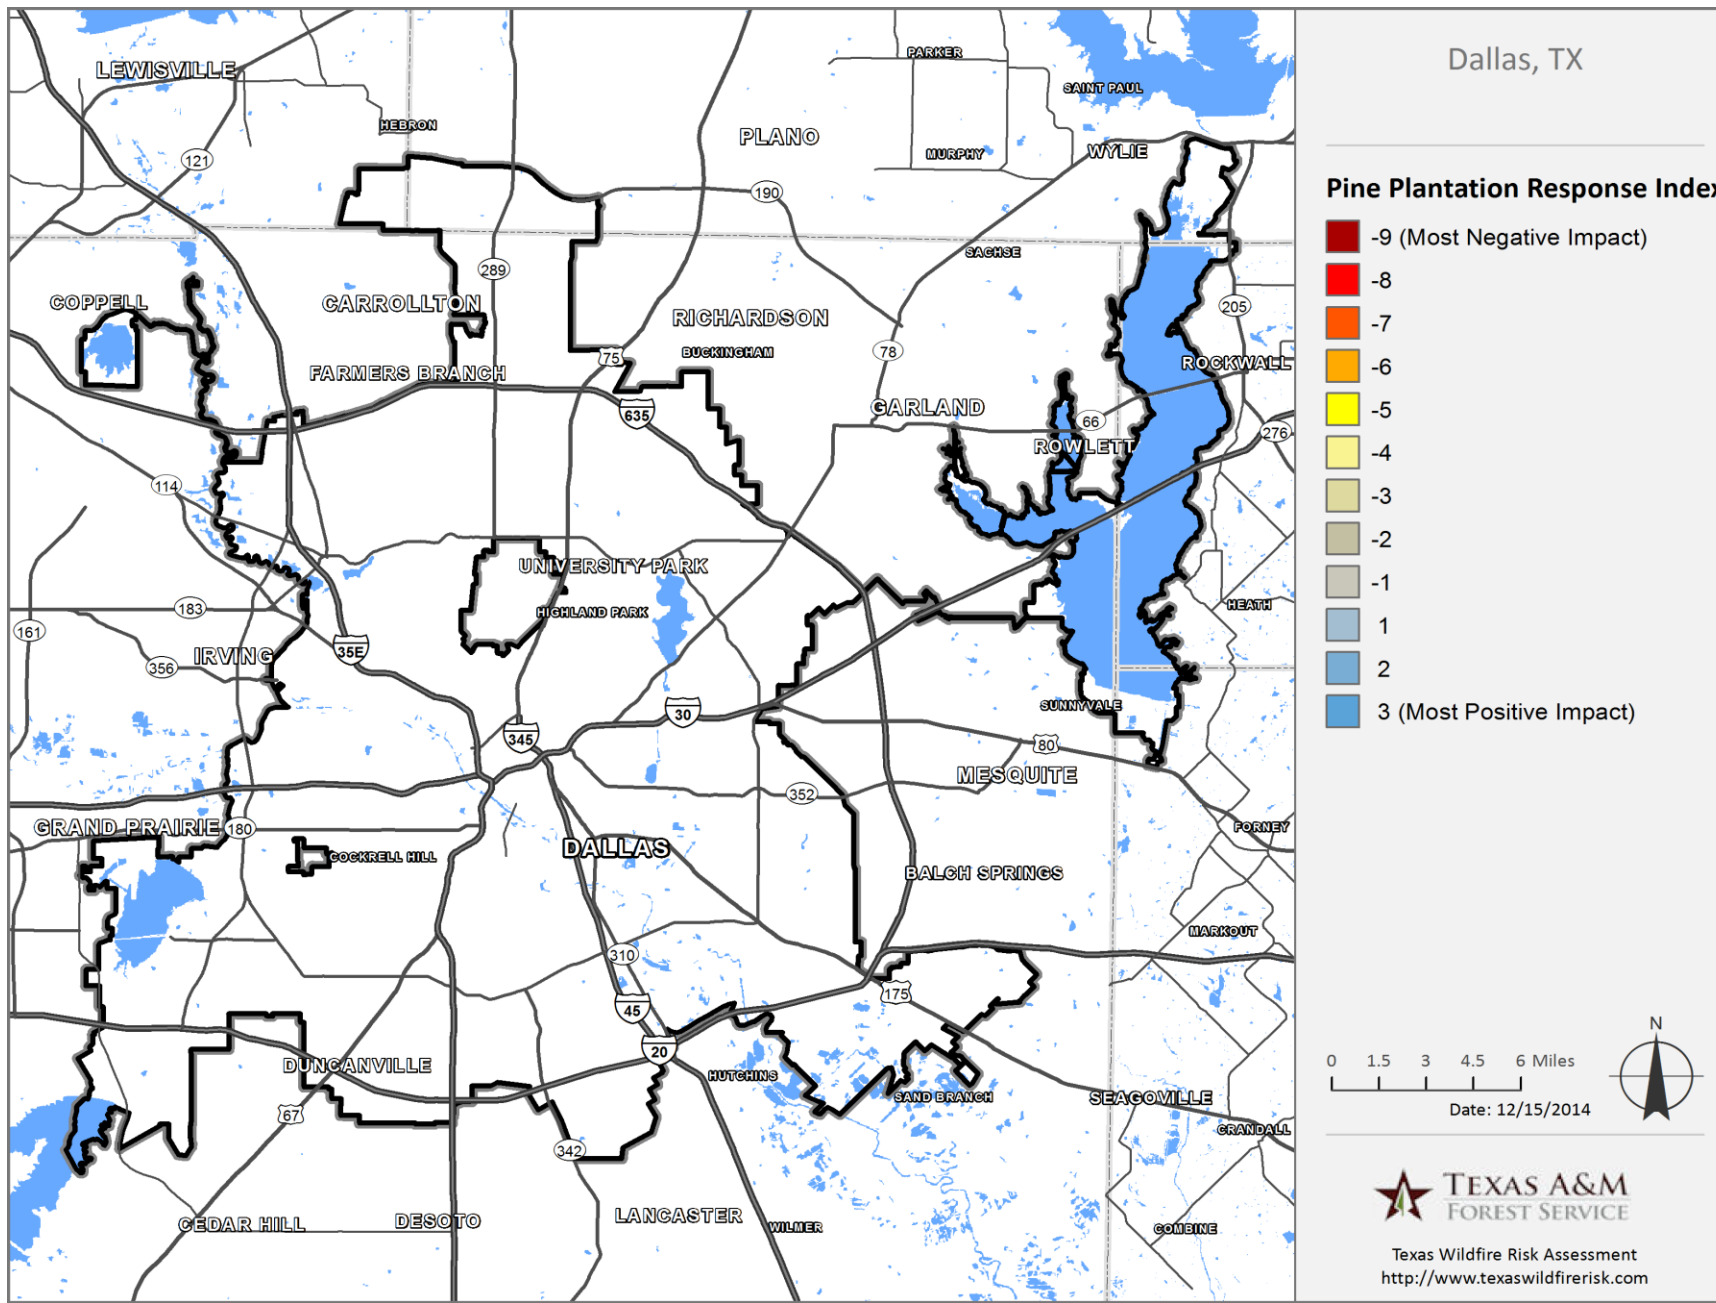 LEWISVILLE
PARKER
SAINT PAUL
HEBRON
PLANO
121
MURPHY
WYLIE
190
289
SACHSE
COPPELL
CARROLLTON
RICHARDSON
205
BUCKINGHAM
78
75
ROCKWALL
FARMERS BRANCH
635
GARLAND
66
276
ROWLETT
114
UNIVERSITY PARK
183
HIGHLAND PARK
HEATH
161
35E
IRVING
356
30
SUNNYVALE
345
80
MESQUITE
352
GRAND PRAIRIE
180
FORNEY
COCKRELL HILL
DALLAS
BALCH SPRINGS
MARKOUT
310
175
45
20
DUNCANVILLE
HUTCHINS
SAND BRANCH
SEAGOVILLE
67
CRANDALL
342
CEDAR HILL
DESOTO
LANCASTER
WILMER
COMBINE
Dallas, TX
Pine Plantation Response Index
-9 (Most Negative Impact)
-8
-7
-6
-5
-4
-3
-2
-1
1
2
3 (Most Positive Impact)
N
0 1.5 3 4.5 6 Miles
Date: 12/15/2014
TEXAS A&M
FOREST SERVICE
Texas Wildfire Risk Assessment
http://www.texaswildfirerisk.com